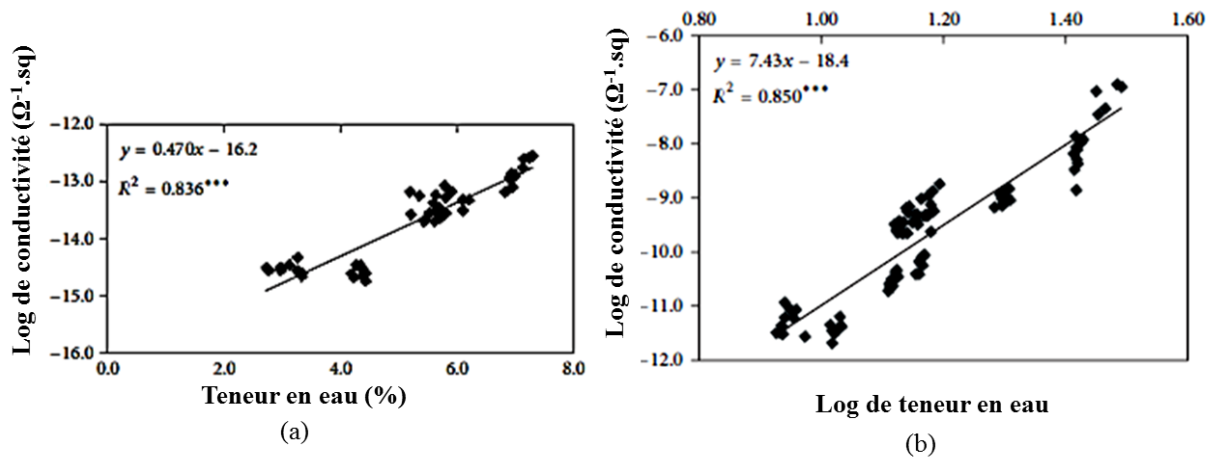 Log de conductivité (Ω⁻¹.sq)
−12.0
−13.0
−14.0
−15.0
−16.0
y = 0.470x − 16.2
R² = 0.836***
0.0 2.0 4.0 6.0 8.0
Teneur en eau (%)
(a)
Log de conductivité (Ω⁻¹.sq)
0.80 1.00 1.20 1.40 1.60
−6.0
−7.0
−8.0
−9.0
−10.0
−11.0
−12.0
y = 7.43x − 18.4
R² = 0.850***
Log de teneur en eau
(b)